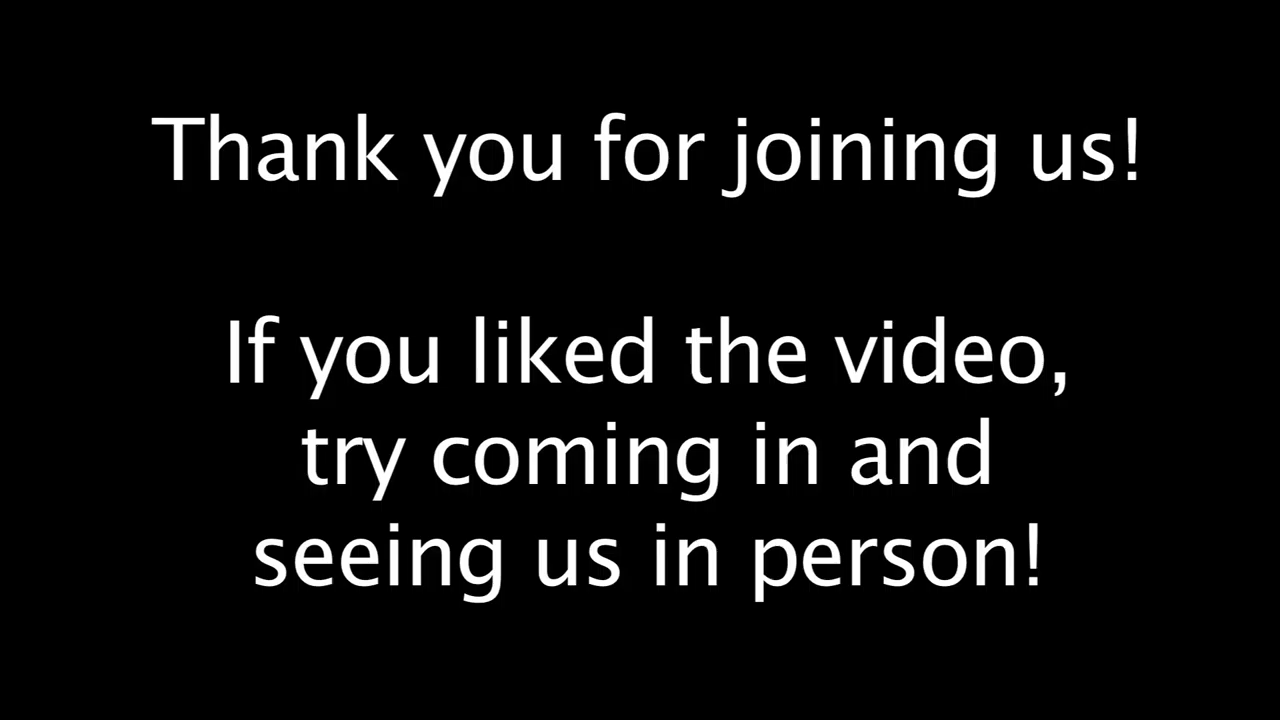 Thank you for joining us!
If you liked the video,
try coming in and
seeing us in person!